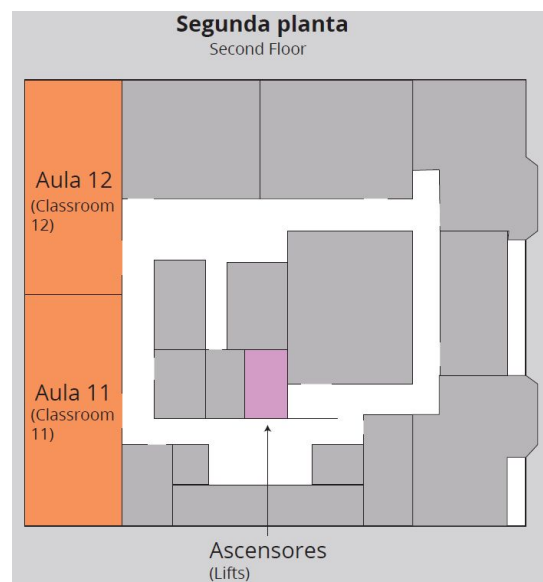 Segunda planta
Second Floor
Aula 12
(Classroom
12)
Aula 11
(Classroom
11)
Ascensores
(Lifts)